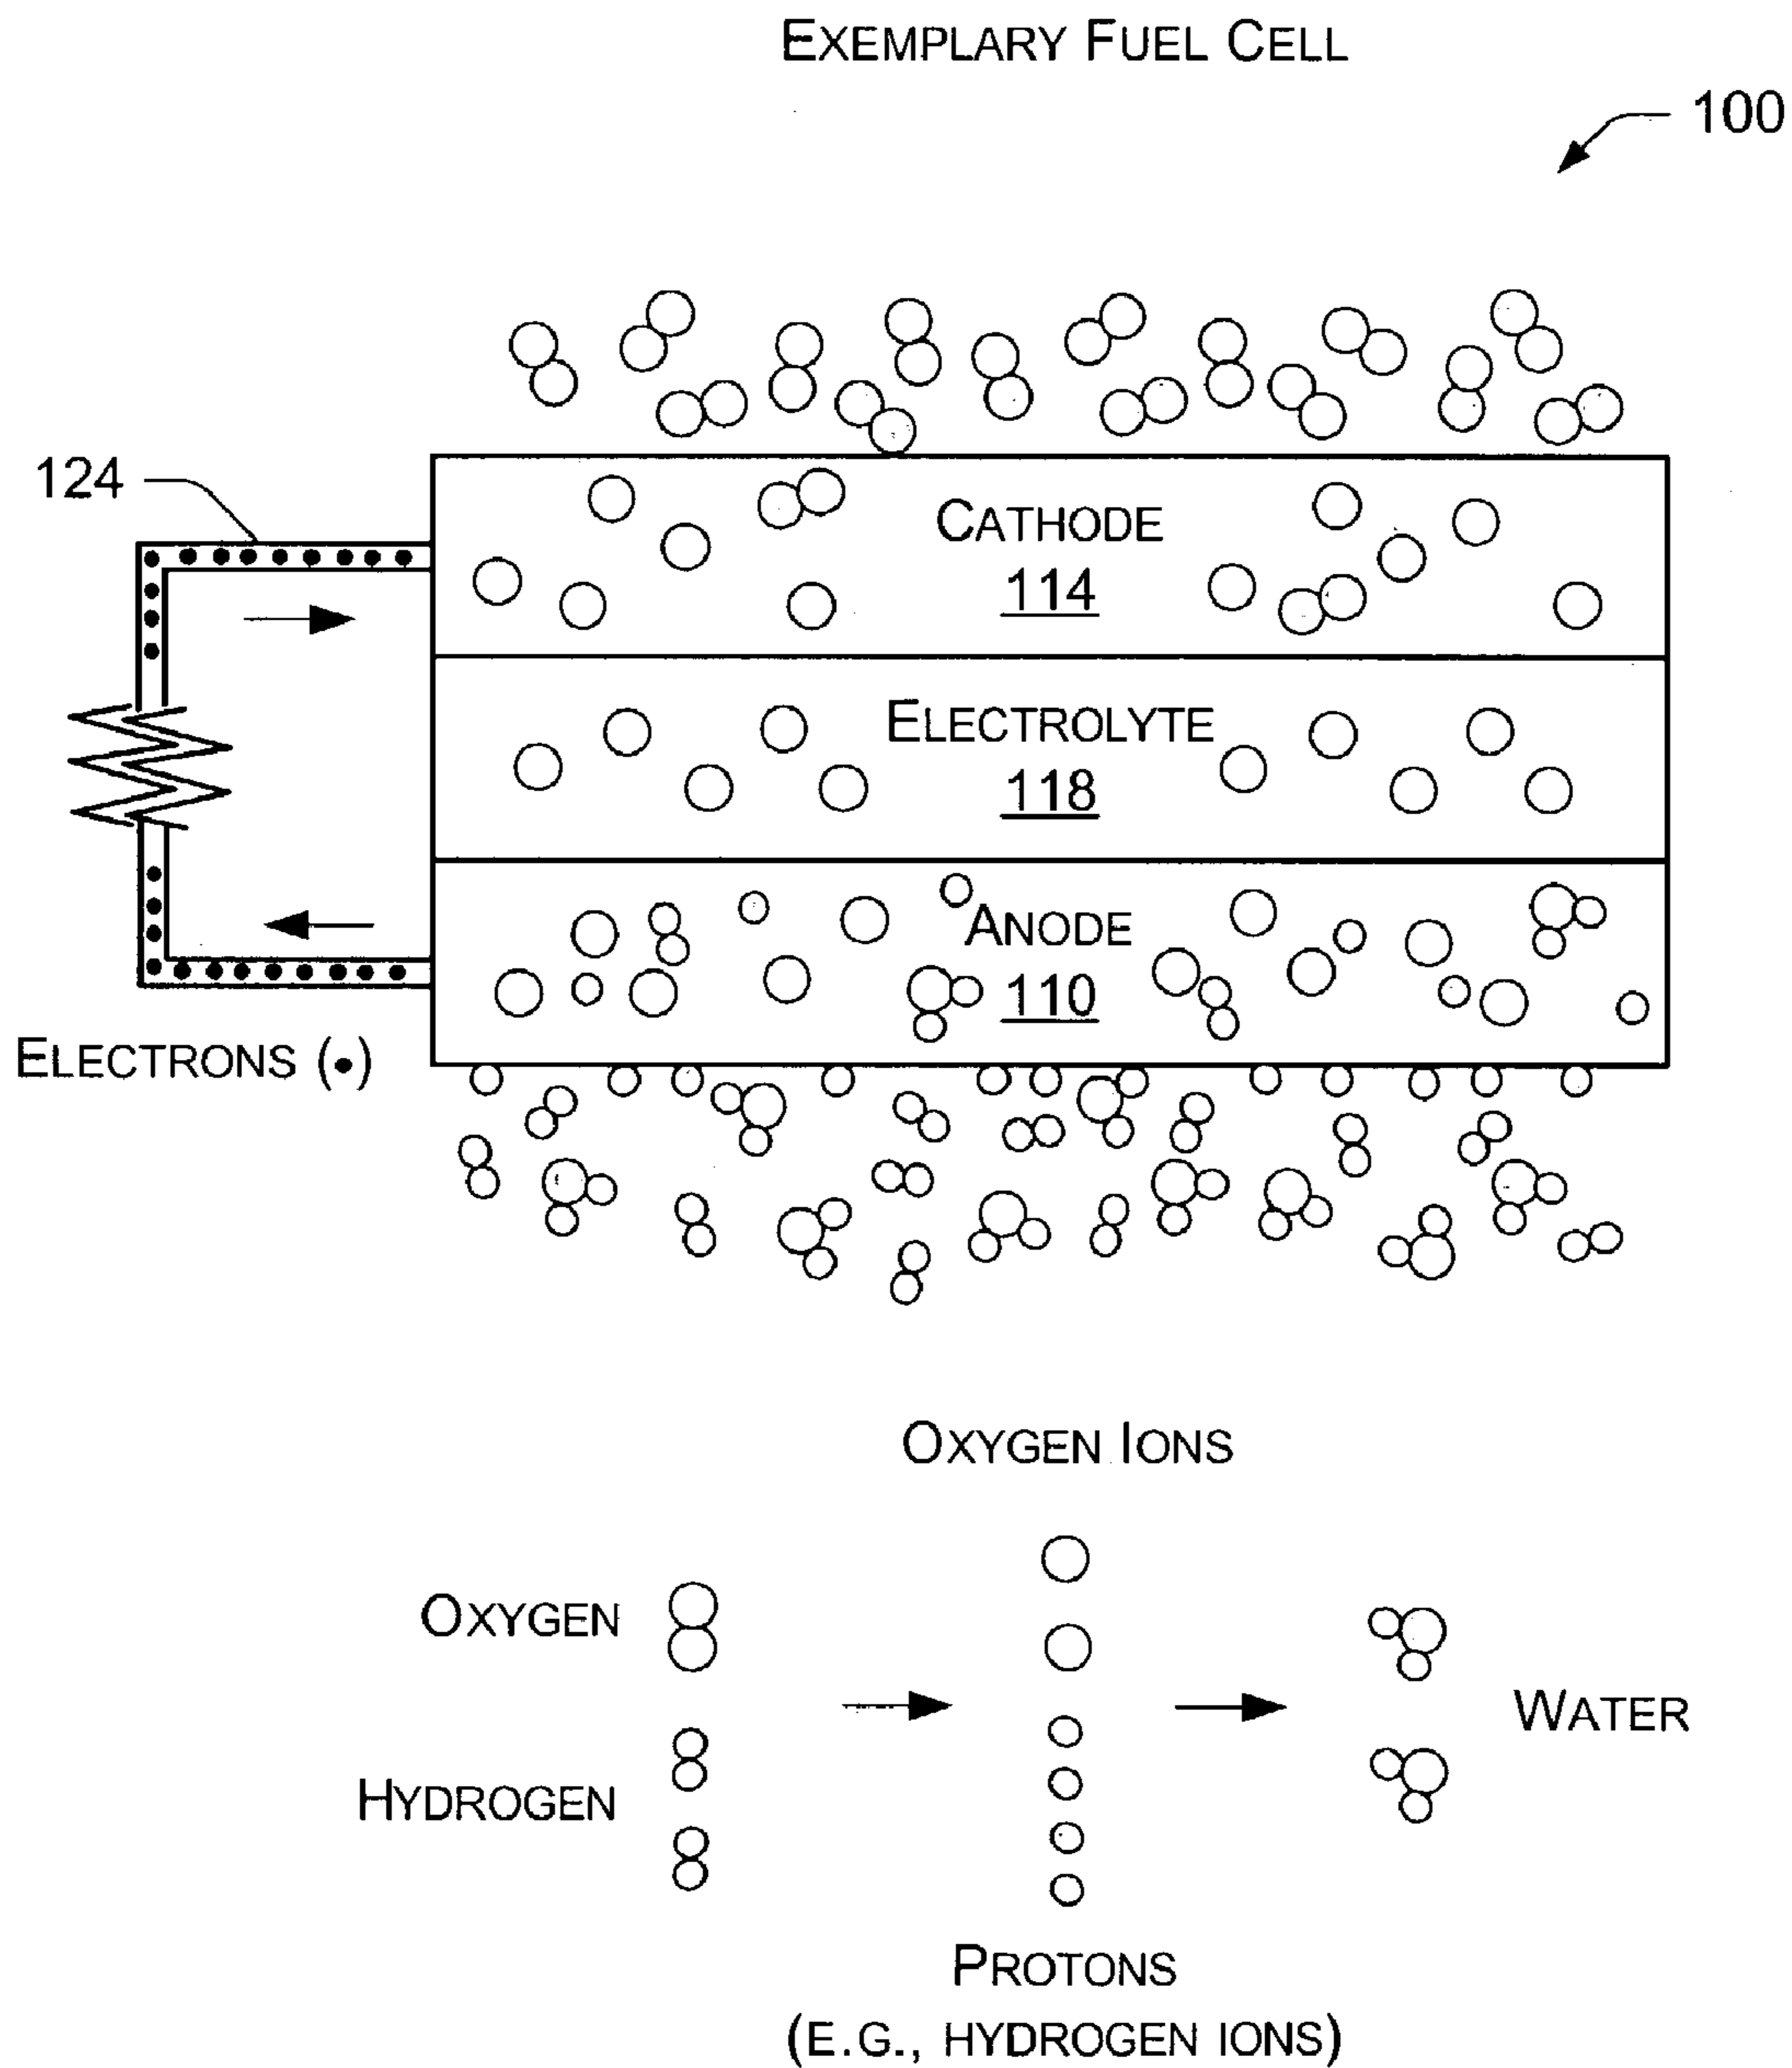 EXEMPLARY FUEL CELL
100
124
CATHODE
114
ELECTROLYTE
118
ANODE
110
ELECTRONS (•)
OXYGEN IONS
OXYGEN
WATER
HYDROGEN
PROTONS
(E.G., HYDROGEN IONS)